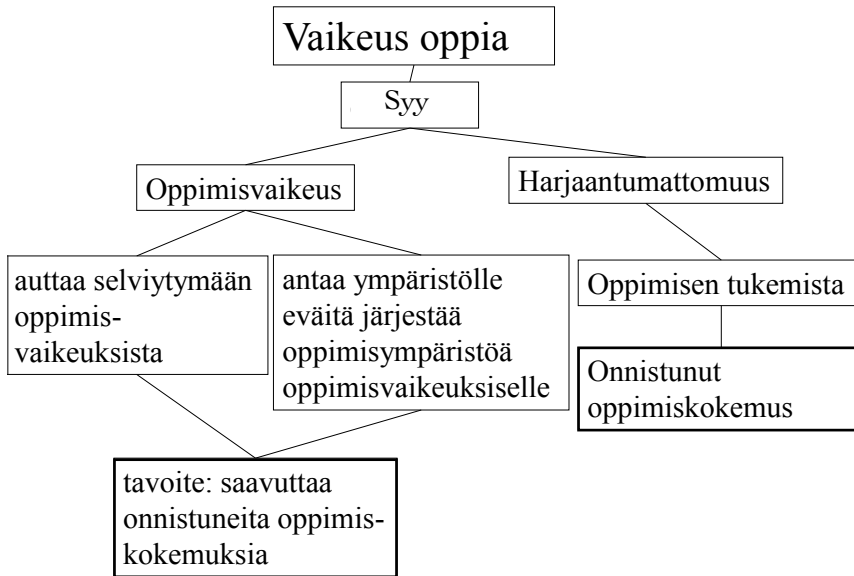 Vaikeus oppia
Syy
Oppimisvaikeus
Harjaantumattomuus
auttaa selviytymään
oppimis-
vaikeuksista
antaa ympäristölle
eväitä järjestää
oppimisympäristöä
oppimisvaikeuksiselle
Oppimisen tukemista
Onnistunut
oppimiskokemus
tavoite: saavuttaa
onnistuneita oppimis-
kokemuksia